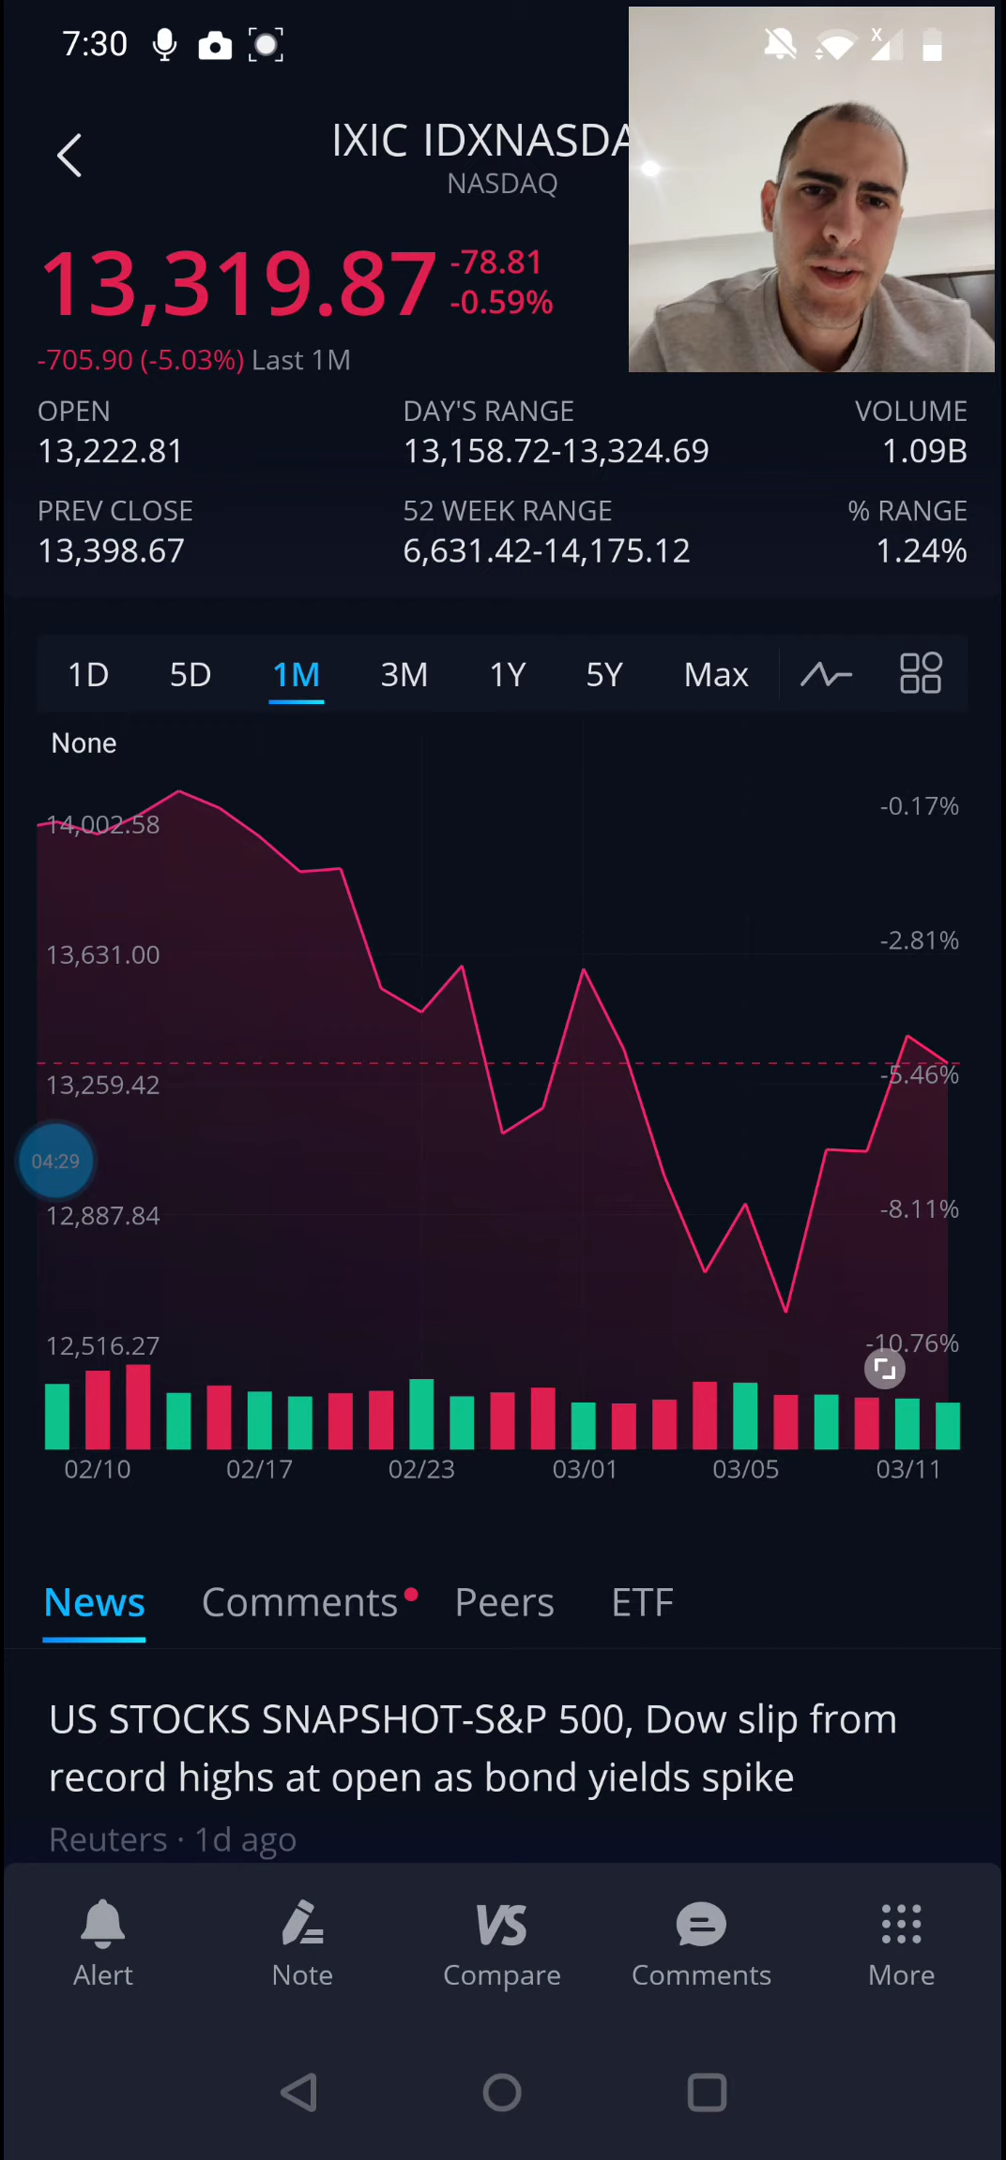 7:30
IXIC IDXNASDA
NASDAQ
13,319.87
-78.81
-0.59%
-705.90 (-5.03%) Last 1M
OPEN DAY'S RANGE VOLUME
13,222.81 13,158.72-13,324.69 1.09B
PREV CLOSE 52 WEEK RANGE % RANGE
13,398.67 6,631.42-14,175.12 1.24%
1D 5D 1M 3M 1Y 5Y Max
None
14,002.58 -0.17%
13,631.00 -2.81%
13,259.42 -5.46%
04:29
12,887.84 -8.11%
12,516.27 -10.76%
02/10 02/17 02/23 03/01 03/05 03/11
News Comments Peers ETF
US STOCKS SNAPSHOT-S&P 500, Dow slip from
record highs at open as bond yields spike
Reuters · 1d ago
VS
Alert Note Compare Comments More